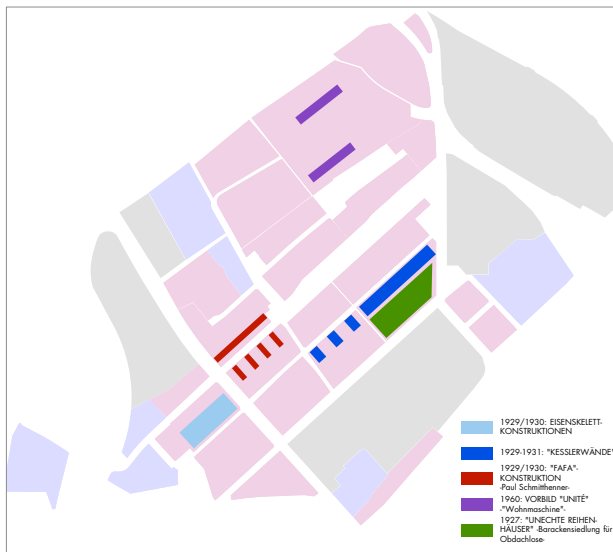 1929/1930: EISENSKELETT-
KONSTRUKTIONEN
1929-1931: "KESSLERWÄNDE"
1929/1930: "FAFA"-
KONSTRUKTION
-Paul Schmitthenner-
1960: VORBILD "UNITÉ"
-"Wohnmaschine"-
1927: "UNECHTE REIHEN-
HÄUSER" -Barackensiedlung für
Obdachlose-